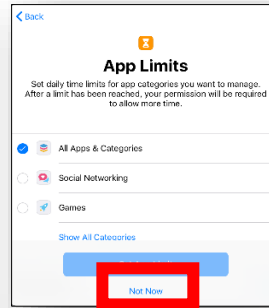 Back
App Limits
Set daily time limits for app categories you want to manage.
After a limit has been reached, your permission will be required
to allow more time.
All Apps & Categories
Social Networking
Games
Show All Categories
Not Now